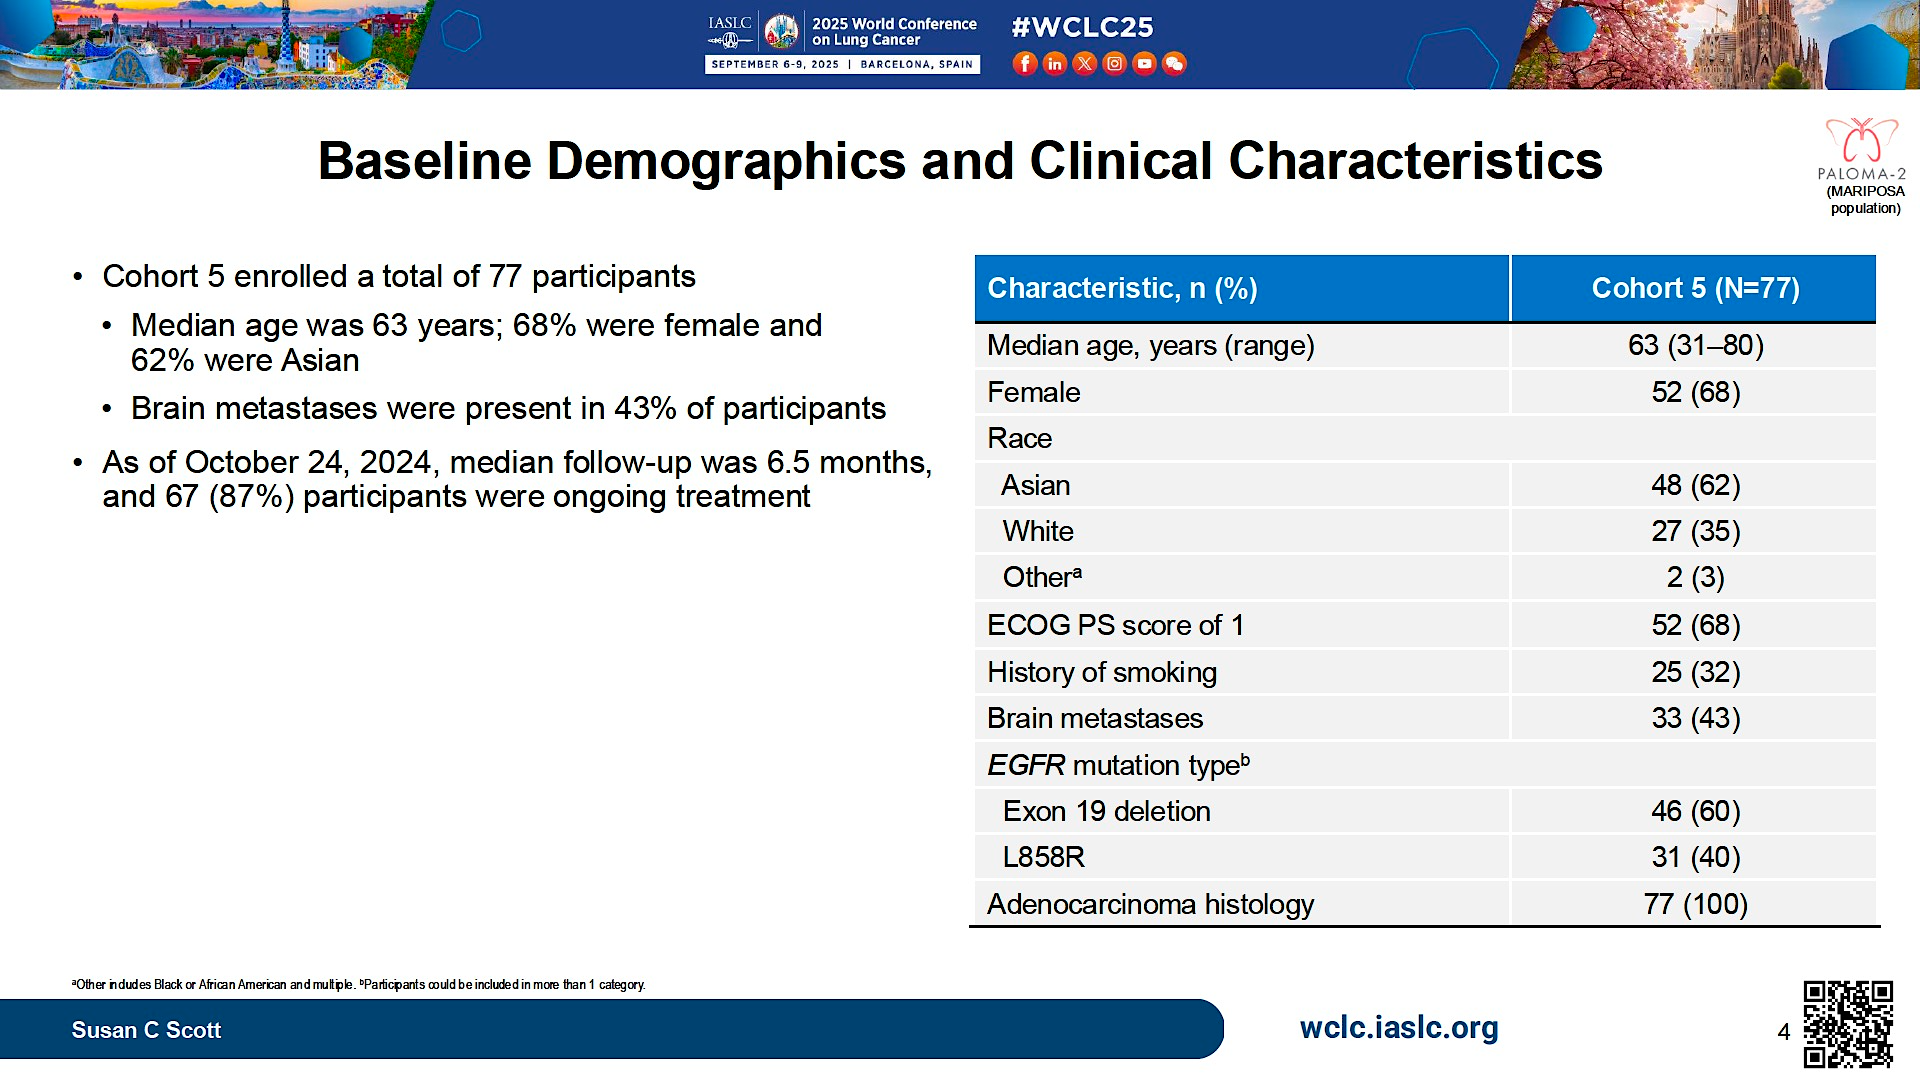 IASLC
2025 World Conference
on Lung Cancer
SEPTEMBER 6-9, 2025 | BARCELONA, SPAIN
#WCLC25
Baseline Demographics and Clinical Characteristics
PALOMA-2
(MARIPOSA
population)
• Cohort 5 enrolled a total of 77 participants
• Median age was 63 years; 68% were female and
62% were Asian
• Brain metastases were present in 43% of participants
• As of October 24, 2024, median follow-up was 6.5 months,
and 67 (87%) participants were ongoing treatment
Characteristic, n (%) Cohort 5 (N=77)
Median age, years (range) 63 (31–80)
Female 52 (68)
Race
Asian 48 (62)
White 27 (35)
Otherᵃ 2 (3)
ECOG PS score of 1 52 (68)
History of smoking 25 (32)
Brain metastases 33 (43)
EGFR mutation typeᵇ
Exon 19 deletion 46 (60)
L858R 31 (40)
Adenocarcinoma histology 77 (100)
ᵃOther includes Black or African American and multiple. ᵇParticipants could be included in more than 1 category.
Susan C Scott
wclc.iaslc.org
4